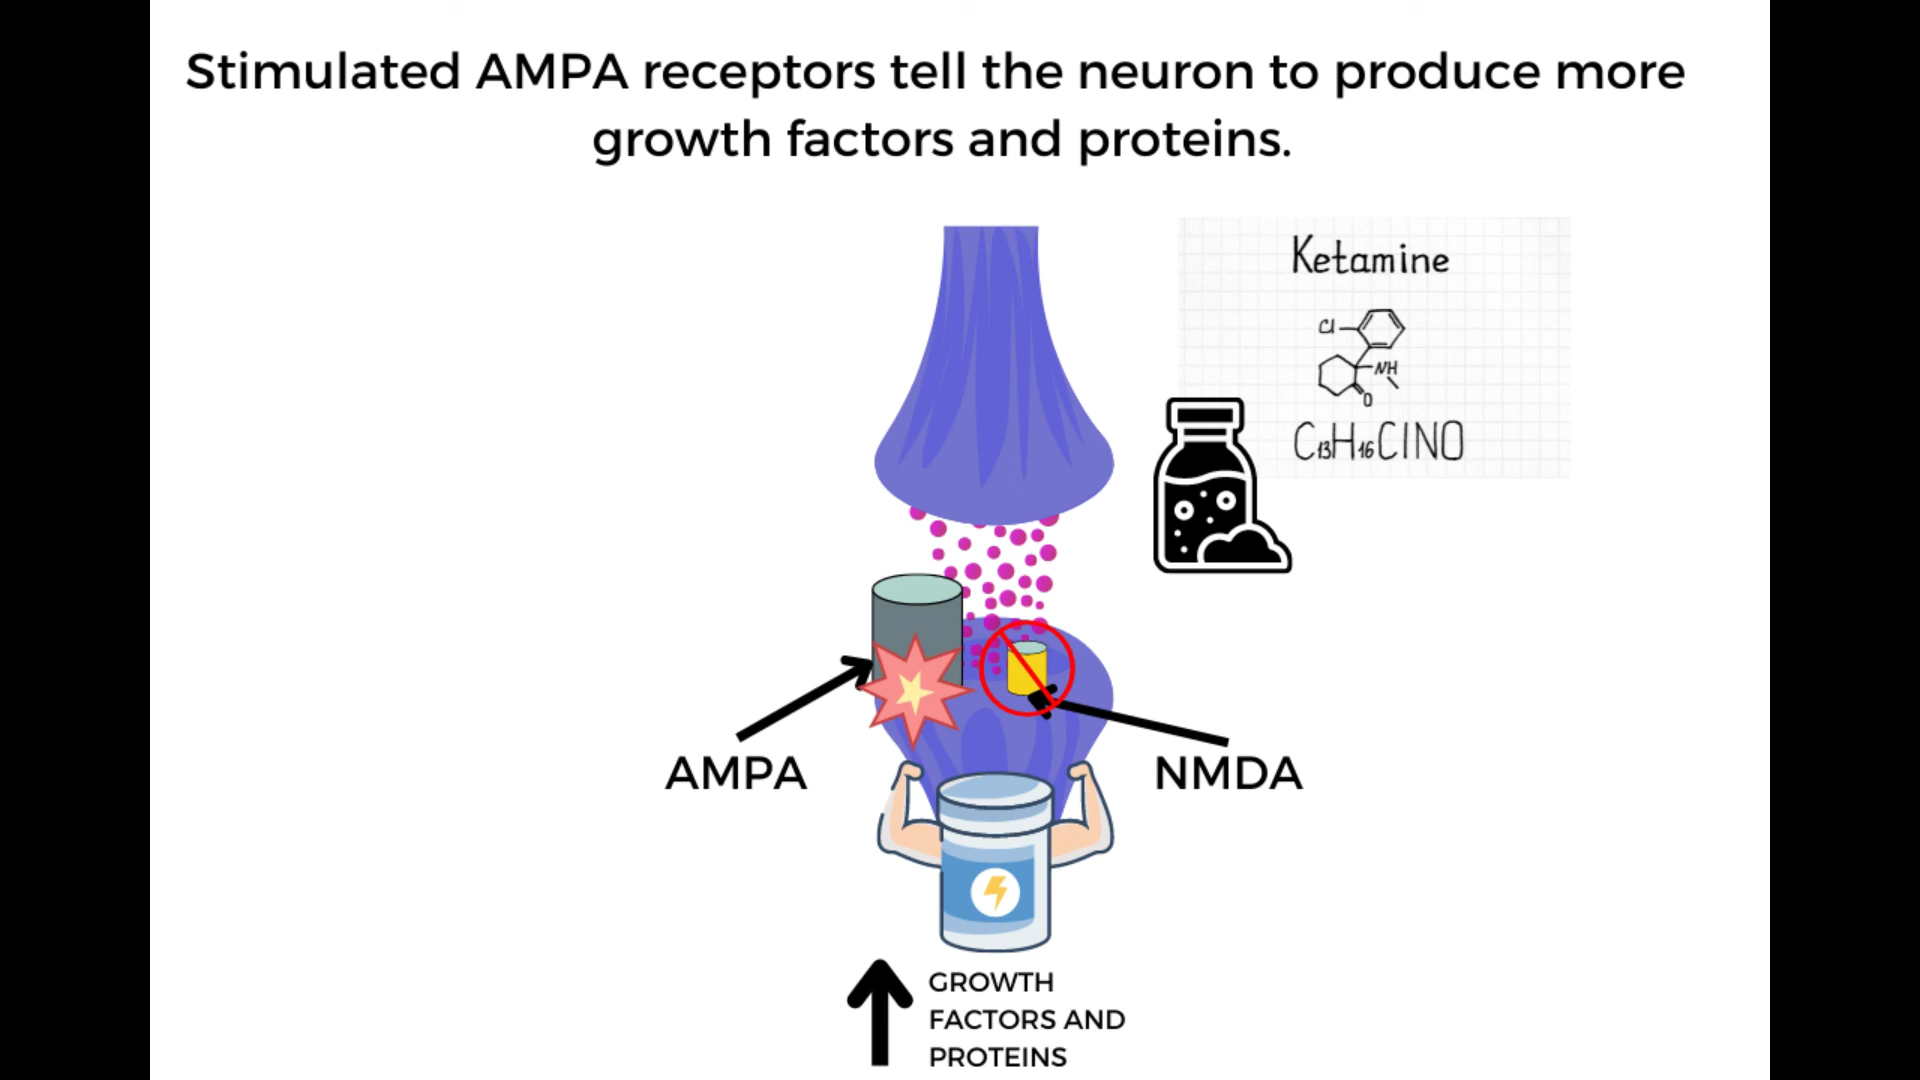 Stimulated AMPA receptors tell the neuron to produce more
growth factors and proteins.
Ketamine
Cl
NH
O
C₁₃H₁₆ClNO
AMPA
NMDA
GROWTH
FACTORS AND
PROTEINS